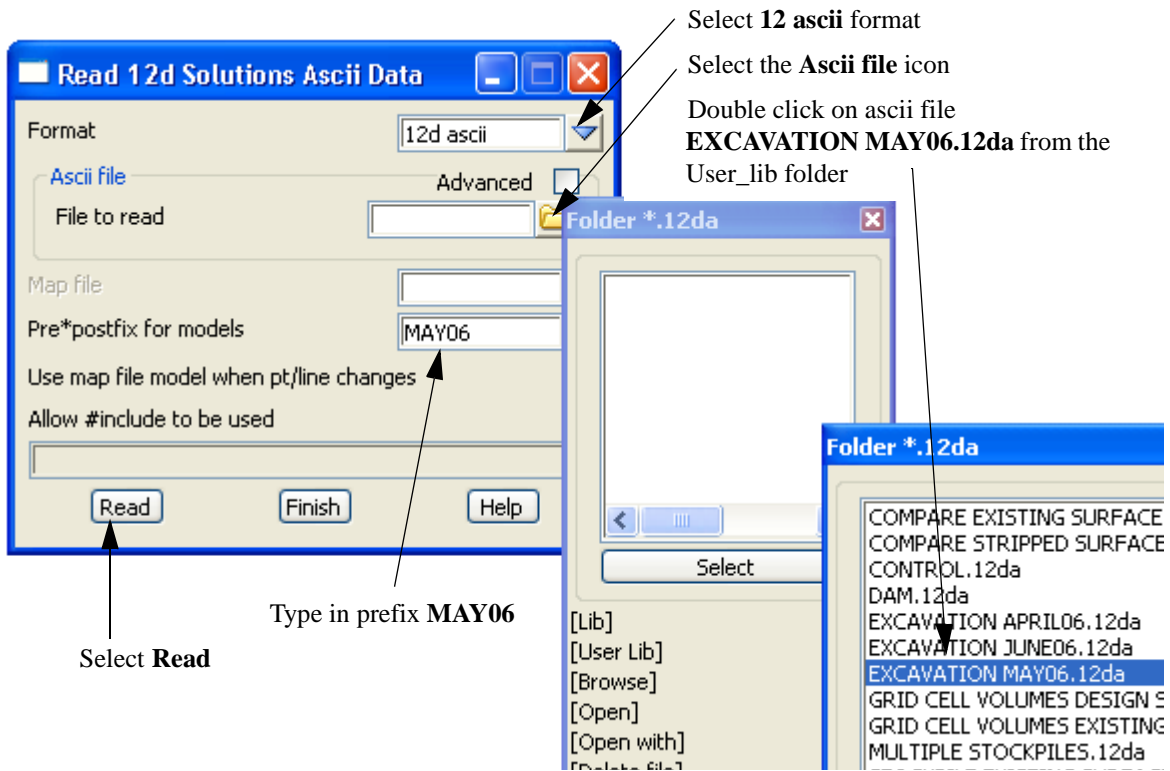 Select 12 ascii format
Select the Ascii file icon
Double click on ascii file
EXCAVATION MAY06.12da from the
User_lib folder
Read 12d Solutions Ascii Data
Format
12d ascii
Ascii file
Advanced
File to read
Map file
Pre*postfix for models
MAY06
Use map file model when pt/line changes
Allow #include to be used
Read
Finish
Help
Type in prefix MAY06
Select Read
Folder *.12da
Select
[Lib]
[User Lib]
[Browse]
[Open]
[Open with]
[Delete file]
Folder *.12da
COMPARE EXISTING SURFACE
COMPARE STRIPPED SURFACE
CONTROL.12da
DAM.12da
EXCAVATION APRIL06.12da
EXCAVATION JUNE06.12da
EXCAVATION MAY06.12da
GRID CELL VOLUMES DESIGN S
GRID CELL VOLUMES EXISTING
MULTIPLE STOCKPILES.12da